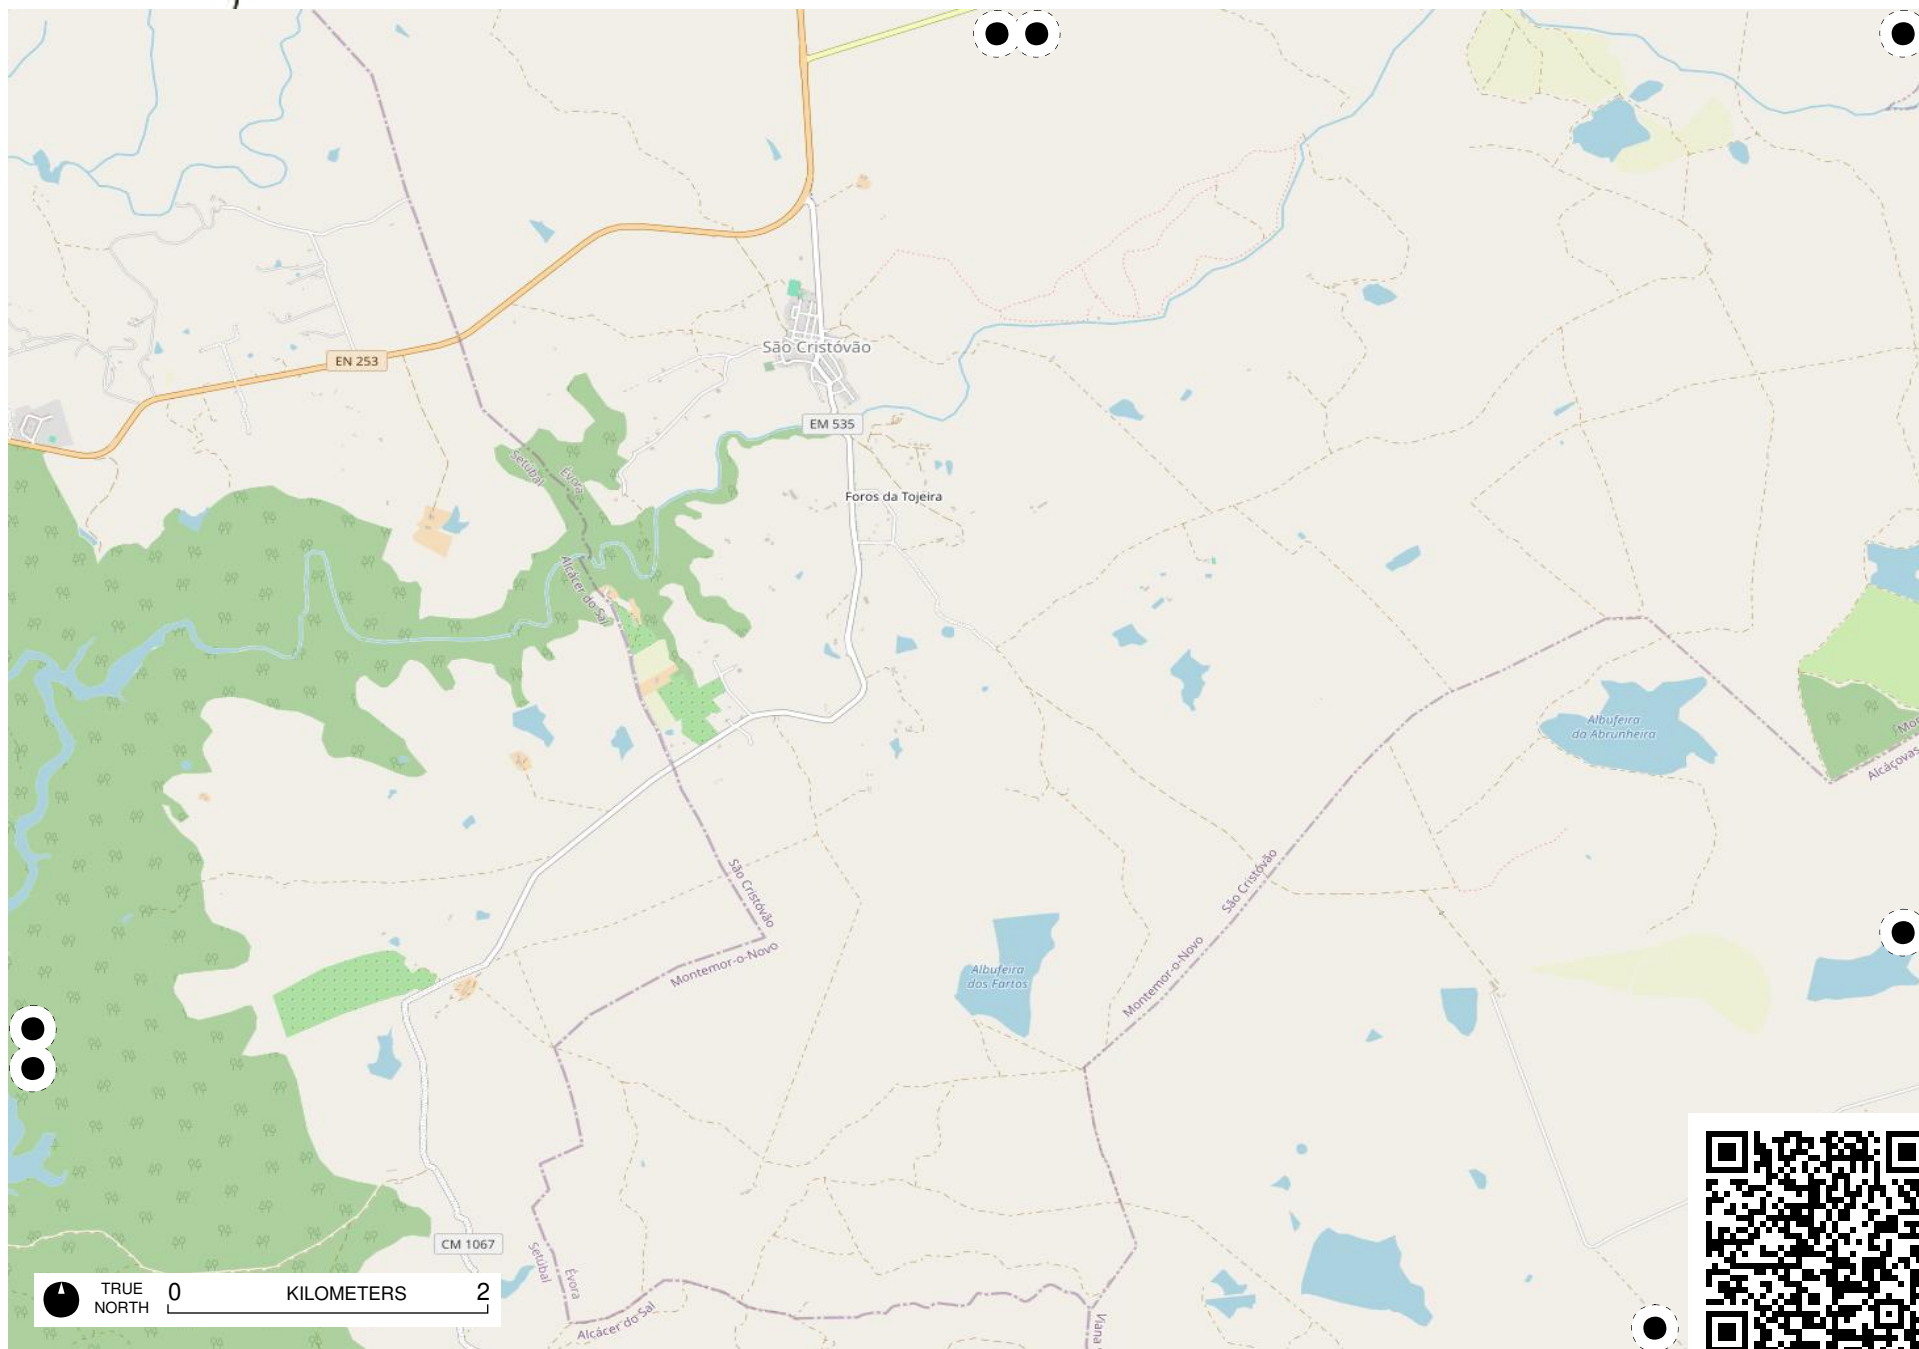 São Cristóvão
EN 253
EM 535
Setúbal
Évora
Foros da Tojeira
Alcácer do Sal
Albufeira
da Abrunheira
Alcáçovas
São Cristóvão
São Cristóvão
Montemor-o-Novo
Albufeira
dos Fartos
Montemor-o-Novo
CM 1067
Setúbal
Évora
TRUE
NORTH
0 KILOMETERS 2
Alcácer do Sal
Viana